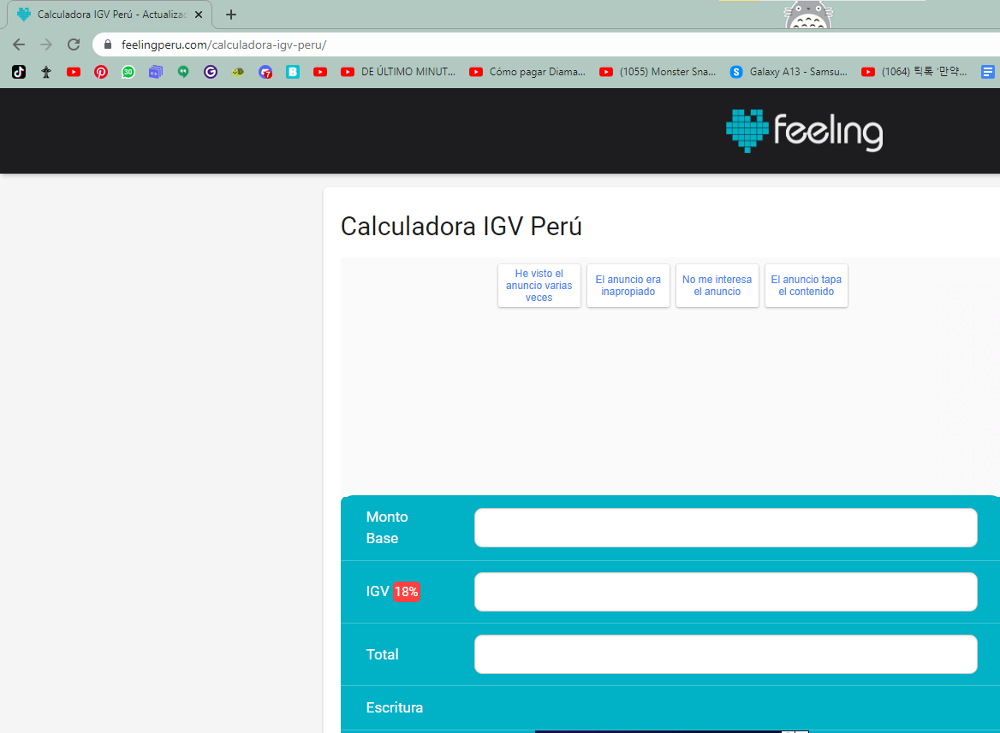 Calculadora IGV Perú - Actualizac
feelingperu.com/calculadora-igv-peru/
30
7
B
DE ÚLTIMO MINUT...
Cómo pagar Diama...
(1055) Monster Sna...
S
Galaxy A13 - Samsu...
(1064) 틱톡 '만약...
feeling
Calculadora IGV Perú
He visto el
anuncio varias
veces
El anuncio era
inapropiado
No me interesa
el anuncio
El anuncio tapa
el contenido
Monto
Base
IGV 18%
Total
Escritura